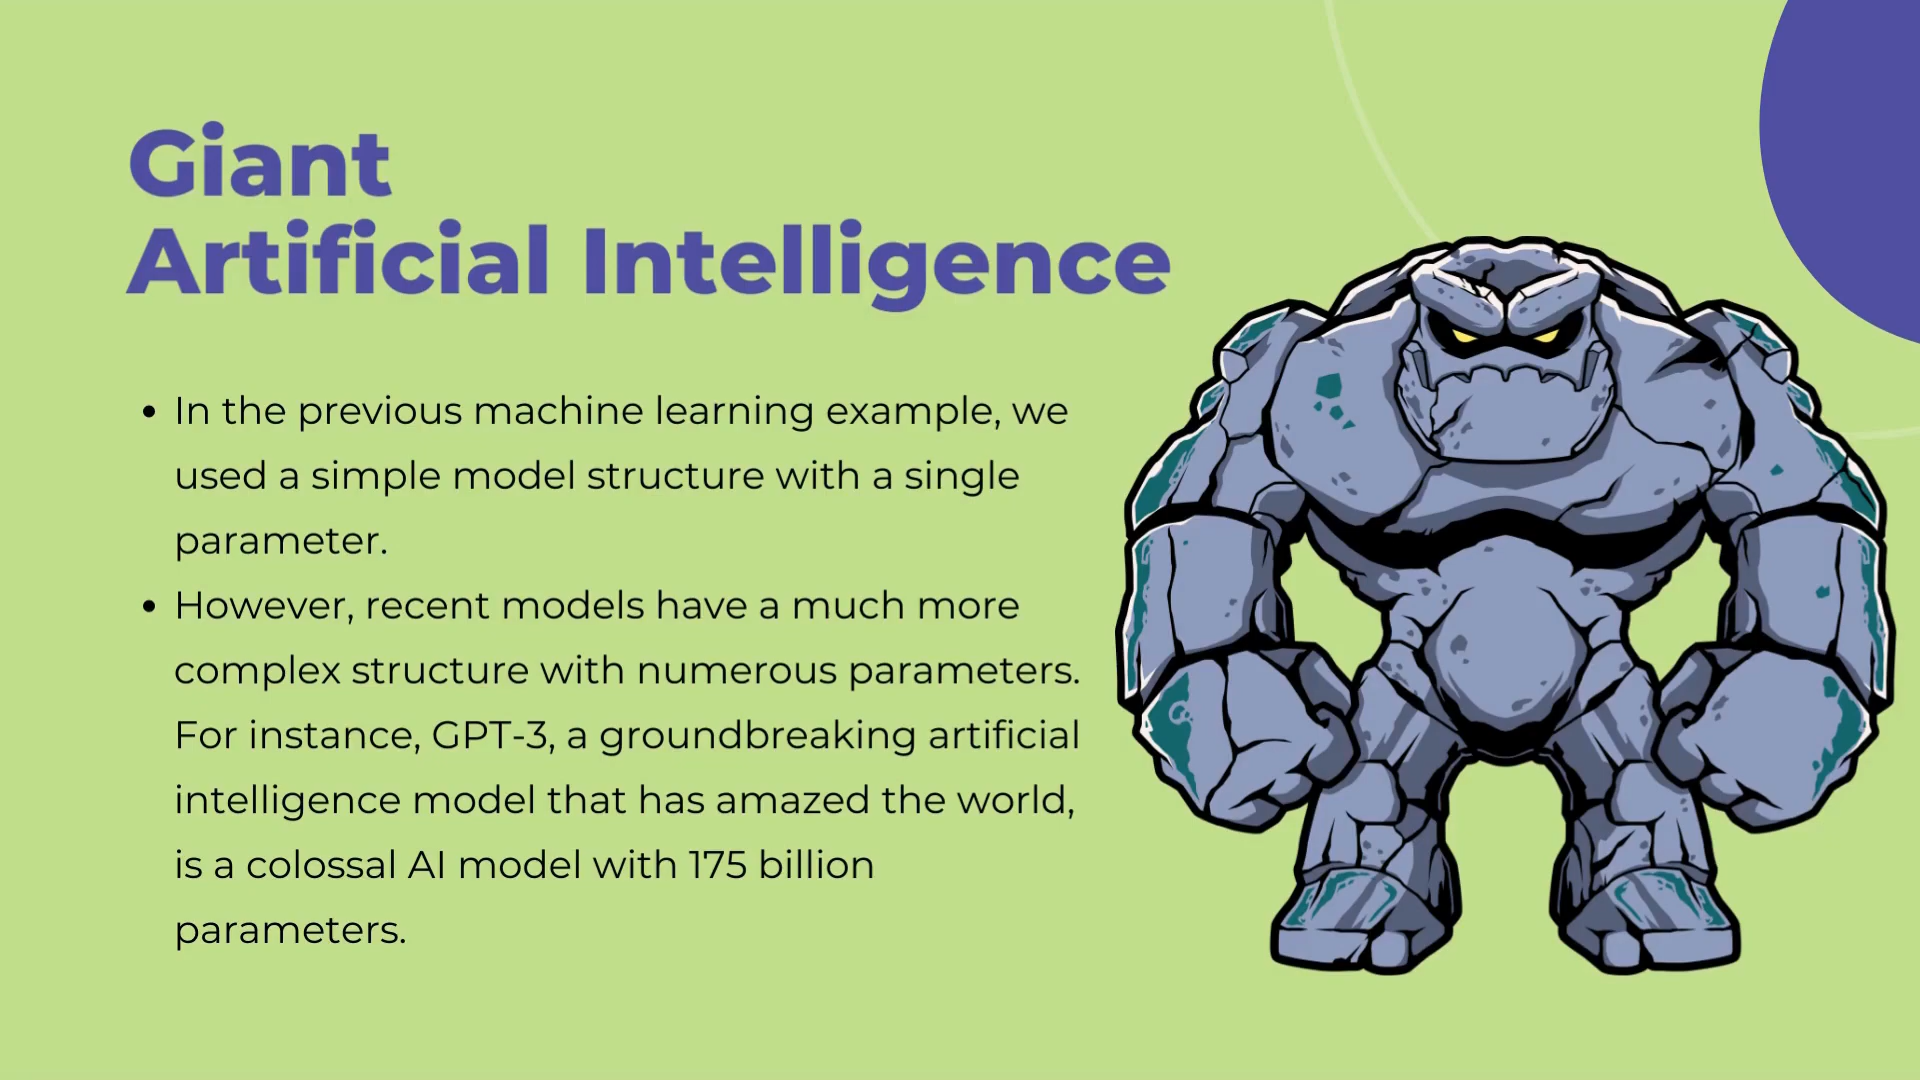 Giant
Artificial Intelligence
• In the previous machine learning example, we
used a simple model structure with a single
parameter.
• However, recent models have a much more
complex structure with numerous parameters.
For instance, GPT-3, a groundbreaking artificial
intelligence model that has amazed the world,
is a colossal AI model with 175 billion
parameters.